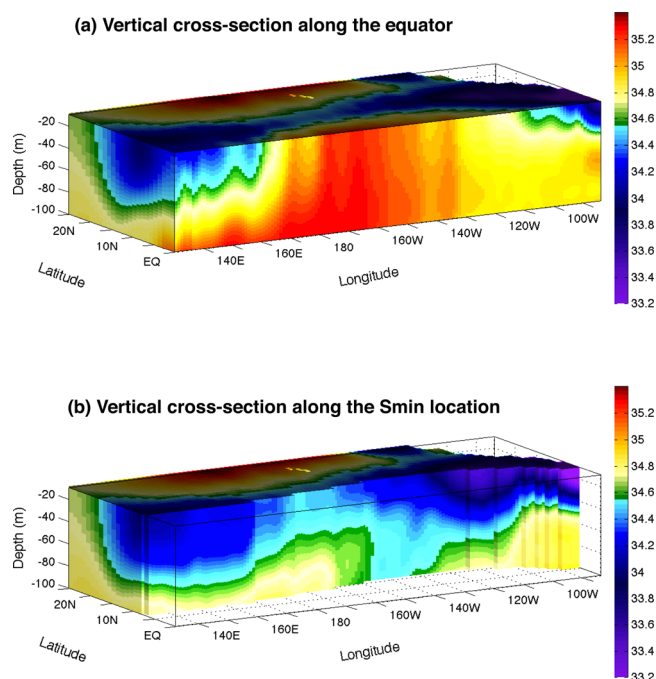 (a) Vertical cross-section along the equator
35.2
35
34.8
34.6
34.4
34.2
34
33.8
33.6
33.4
33.2
Depth (m)
-20
-40
-60
-80
-100
20N
10N
EQ
Latitude
140E
160E
180
160W
140W
120W
100W
Longitude
(b) Vertical cross-section along the Smin location
35.2
35
34.8
34.6
34.4
34.2
34
33.8
33.6
33.4
33.2
Depth (m)
-20
-40
-60
-80
-100
20N
10N
EQ
Latitude
140E
160E
180
160W
140W
120W
100W
Longitude